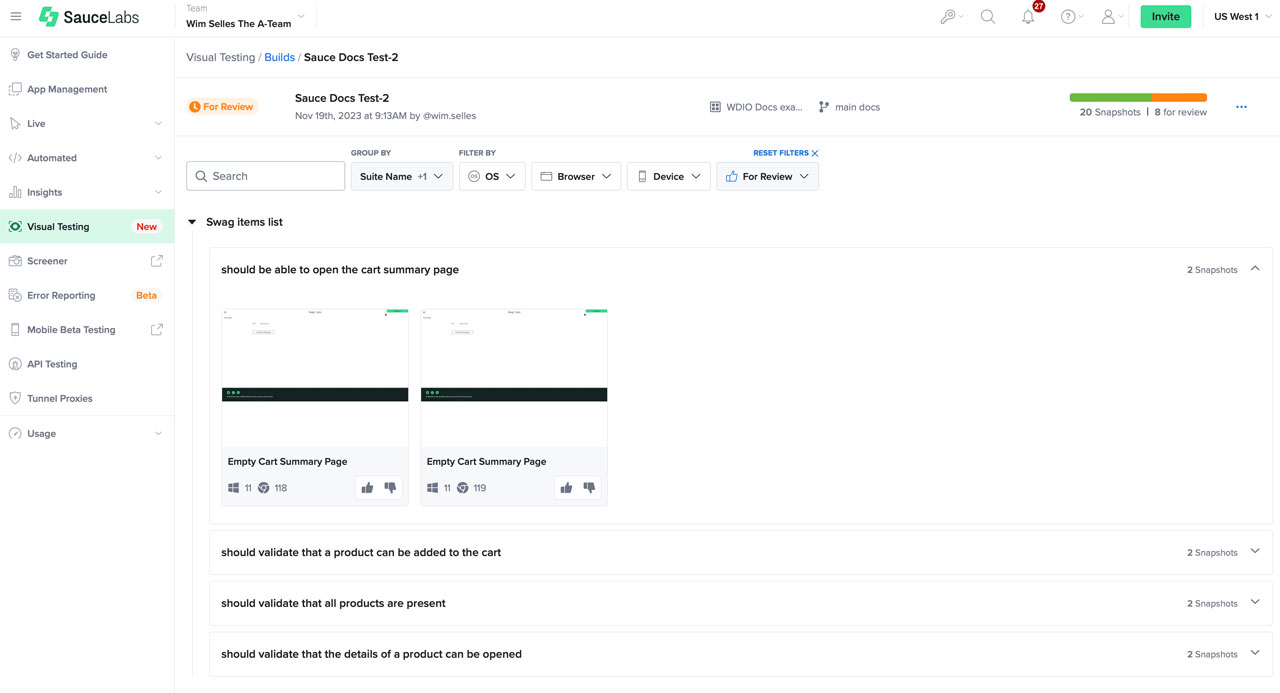 SauceLabs
Team
Wim Selles The A-Team
27
Invite
US West 1
Get Started Guide
App Management
Live
Automated
Insights
Visual Testing New
Screener
Error Reporting Beta
Mobile Beta Testing
API Testing
Tunnel Proxies
Usage
Visual Testing / Builds / Sauce Docs Test-2
For Review
Sauce Docs Test-2
Nov 19th, 2023 at 9:13AM by @wim.selles
WDIO Docs exa...
main docs
20 Snapshots | 8 for review
GROUP BY
FILTER BY
RESET FILTERS
Search
Suite Name +1
OS
Browser
Device
For Review
Swag items list
should be able to open the cart summary page
2 Snapshots
Empty Cart Summary Page
11 118
Empty Cart Summary Page
11 119
should validate that a product can be added to the cart
2 Snapshots
should validate that all products are present
2 Snapshots
should validate that the details of a product can be opened
2 Snapshots